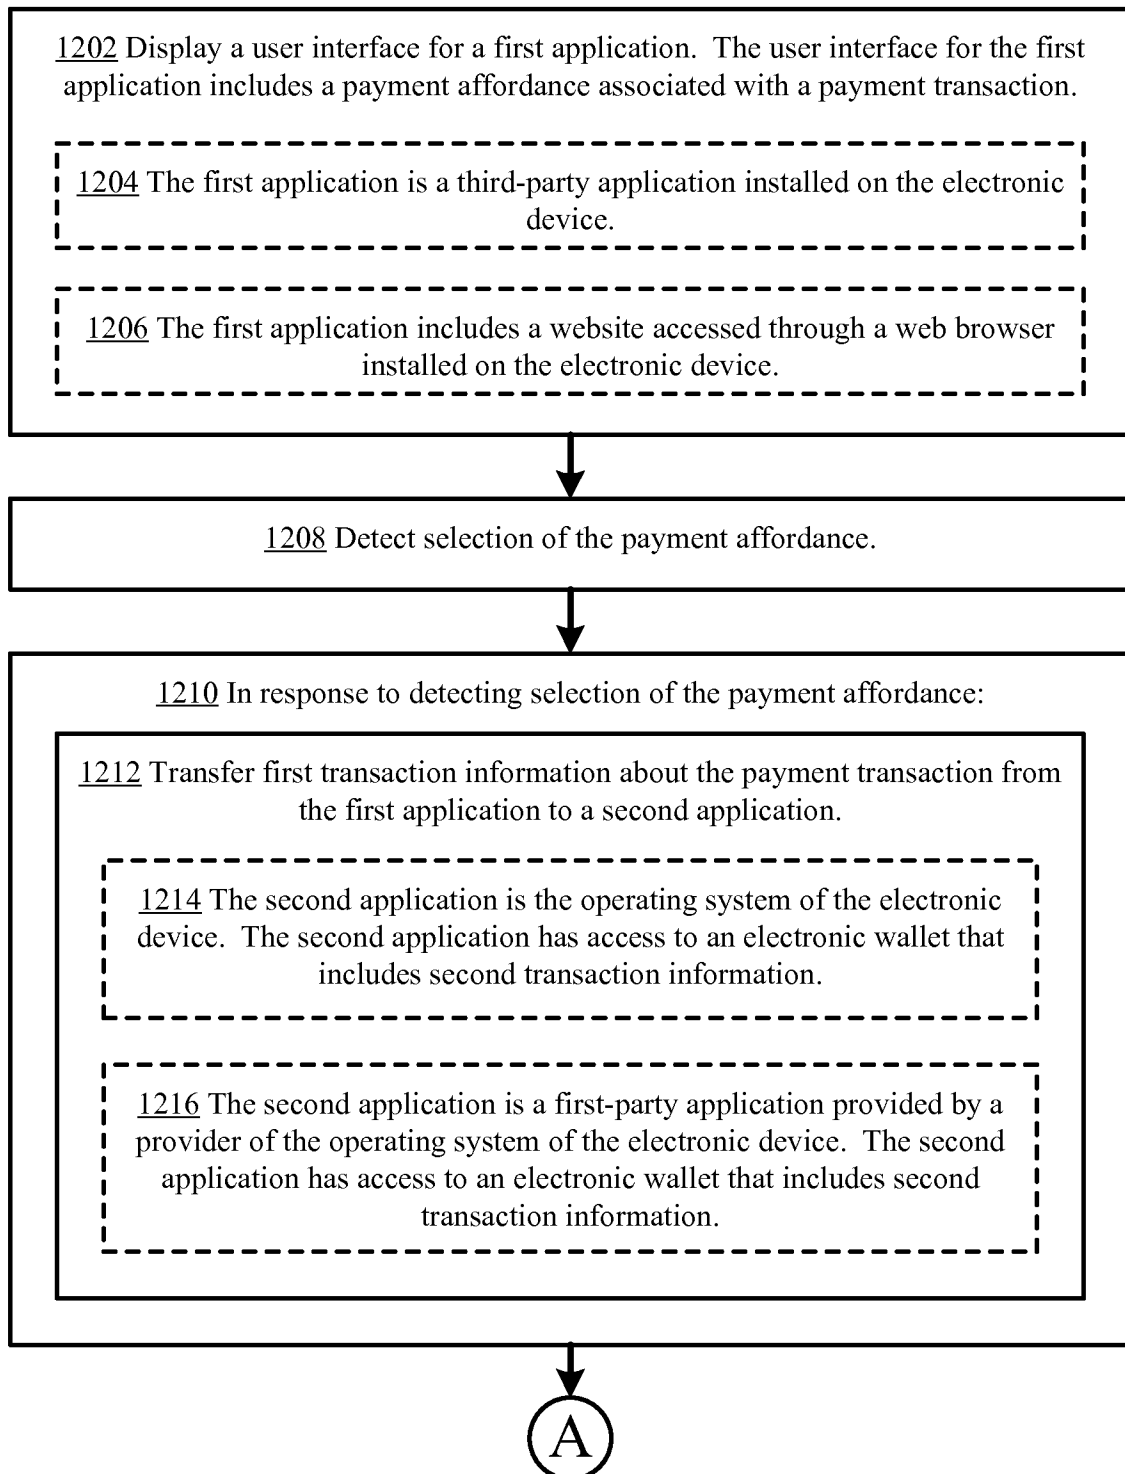 1202 Display a user interface for a first application. The user interface for the first
application includes a payment affordance associated with a payment transaction.
1204 The first application is a third-party application installed on the electronic
device.
1206 The first application includes a website accessed through a web browser
installed on the electronic device.
1208 Detect selection of the payment affordance.
1210 In response to detecting selection of the payment affordance:
1212 Transfer first transaction information about the payment transaction from
the first application to a second application.
1214 The second application is the operating system of the electronic
device. The second application has access to an electronic wallet that
includes second transaction information.
1216 The second application is a first-party application provided by a
provider of the operating system of the electronic device. The second
application has access to an electronic wallet that includes second
transaction information.
A